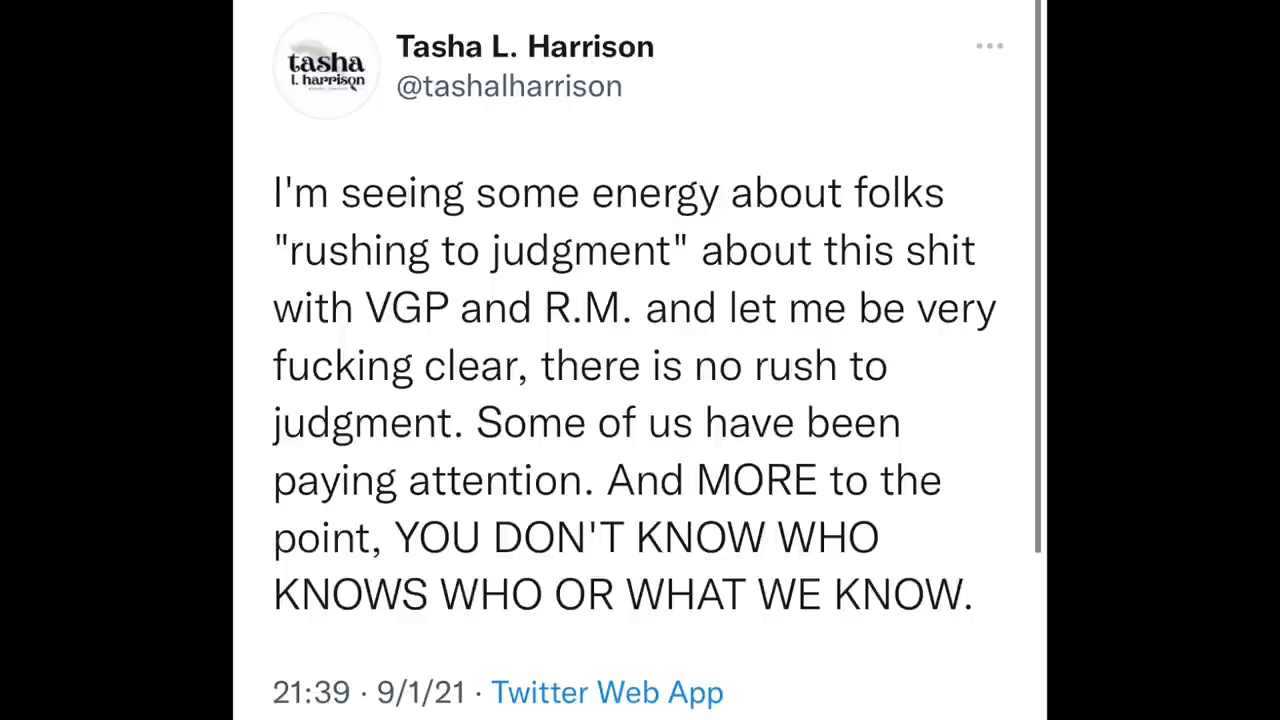 tasha
l. harrison
Tasha L. Harrison
@tashalharrison
I'm seeing some energy about folks
"rushing to judgment" about this shit
with VGP and R.M. and let me be very
fucking clear, there is no rush to
judgment. Some of us have been
paying attention. And MORE to the
point, YOU DON'T KNOW WHO
KNOWS WHO OR WHAT WE KNOW.
21:39 · 9/1/21 · Twitter Web App